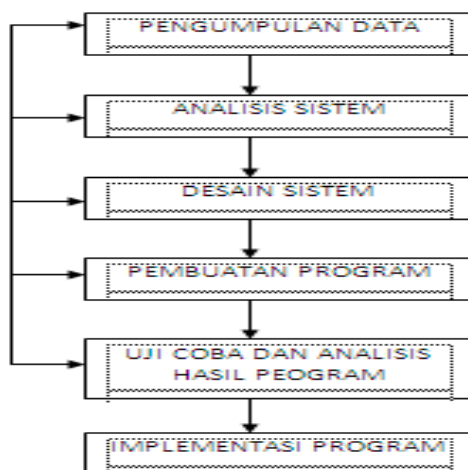 PENGUMPULAN DATA
ANALISIS SISTEM
DESAIN SISTEM
PEMBUATAN PROGRAM
UJI COBA DAN ANALISIS
HASIL PEOGRAM
IMPLEMENTASI PROGRAM